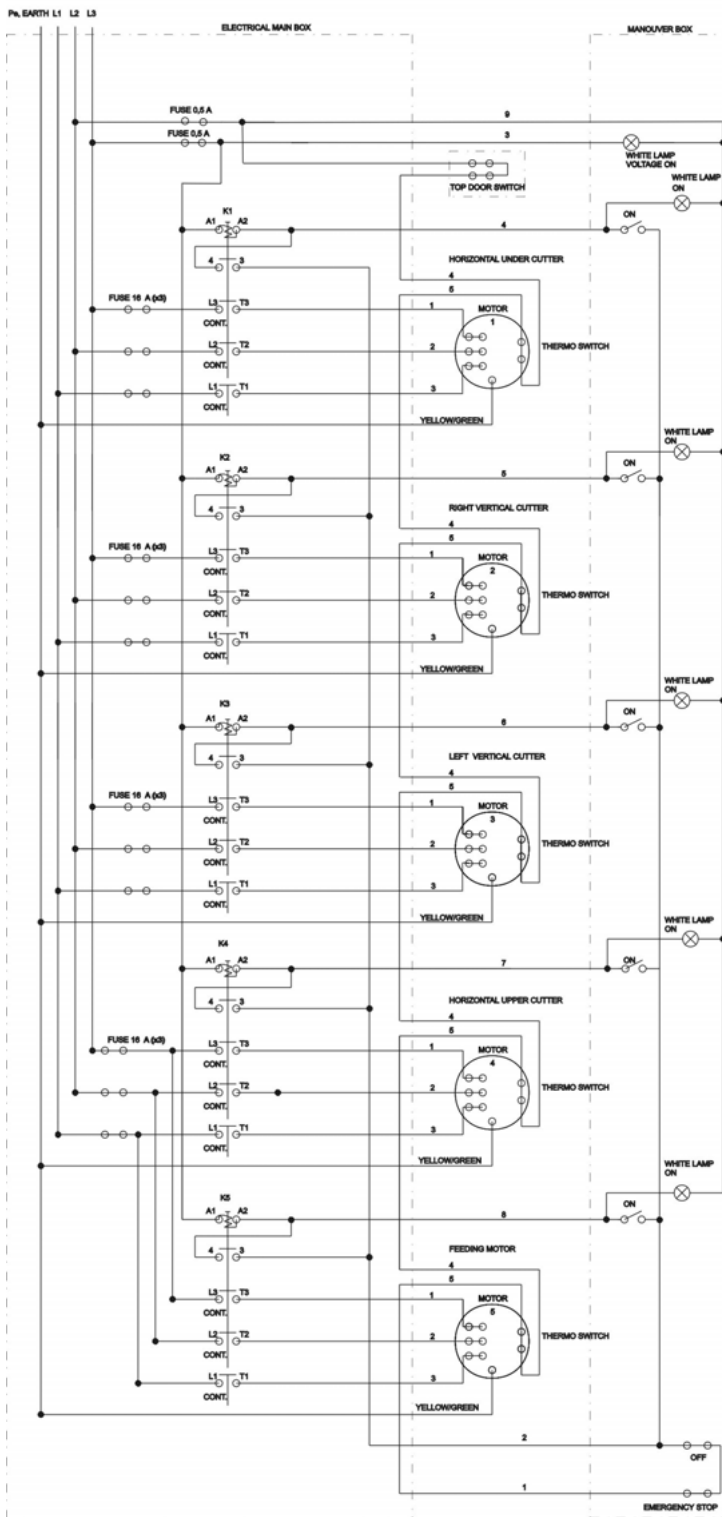 Pe, EARTH L1 L2 L3
ELECTRICAL MAIN BOX
MANOUVER BOX
FUSE 0,5 A
9
FUSE 0,5 A
3
WHITE LAMP
VOLTAGE ON
TOP DOOR SWITCH
WHITE LAMP
ON
K1
A1 A2
4
ON
4 3
HORIZONTAL UNDER CUTTER
4
5
FUSE 16 A (x3)
L3 T3
CONT.
1
MOTOR
1
L2 T2
CONT.
2
THERMO SWITCH
L1 T1
CONT.
3
YELLOW/GREEN
WHITE LAMP
ON
K2
A1 A2
5
ON
4 3
RIGHT VERTICAL CUTTER
4
5
FUSE 16 A (x3)
L3 T3
CONT.
1
MOTOR
2
L2 T2
CONT.
2
THERMO SWITCH
L1 T1
CONT.
3
YELLOW/GREEN
WHITE LAMP
ON
K3
A1 A2
6
ON
4 3
LEFT VERTICAL CUTTER
4
5
FUSE 16 A (x3)
L3 T3
CONT.
1
MOTOR
3
L2 T2
CONT.
2
THERMO SWITCH
L1 T1
CONT.
3
YELLOW/GREEN
WHITE LAMP
ON
K4
A1 A2
7
ON
4 3
HORIZONTAL UPPER CUTTER
4
5
FUSE 16 A (x3)
L3 T3
CONT.
1
MOTOR
4
L2 T2
CONT.
2
THERMO SWITCH
L1 T1
CONT.
3
YELLOW/GREEN
WHITE LAMP
ON
K5
A1 A2
8
ON
4 3
FEEDING MOTOR
4
5
L3 T3
CONT.
1
MOTOR
5
L2 T2
CONT.
2
THERMO SWITCH
L1 T1
CONT.
3
YELLOW/GREEN
2
OFF
1
EMERGENCY STOP